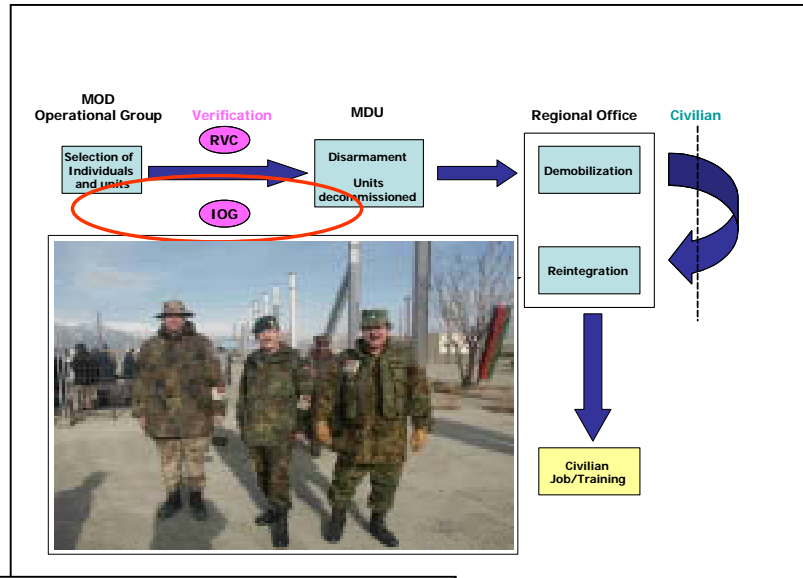 MOD
Operational Group
Verification
MDU
Regional Office
Civilian
RVC
Selection of
Individuals
and units
Disarmament
Units
decommissioned
Demobilization
IOG
Reintegration
Civilian
Job/Training